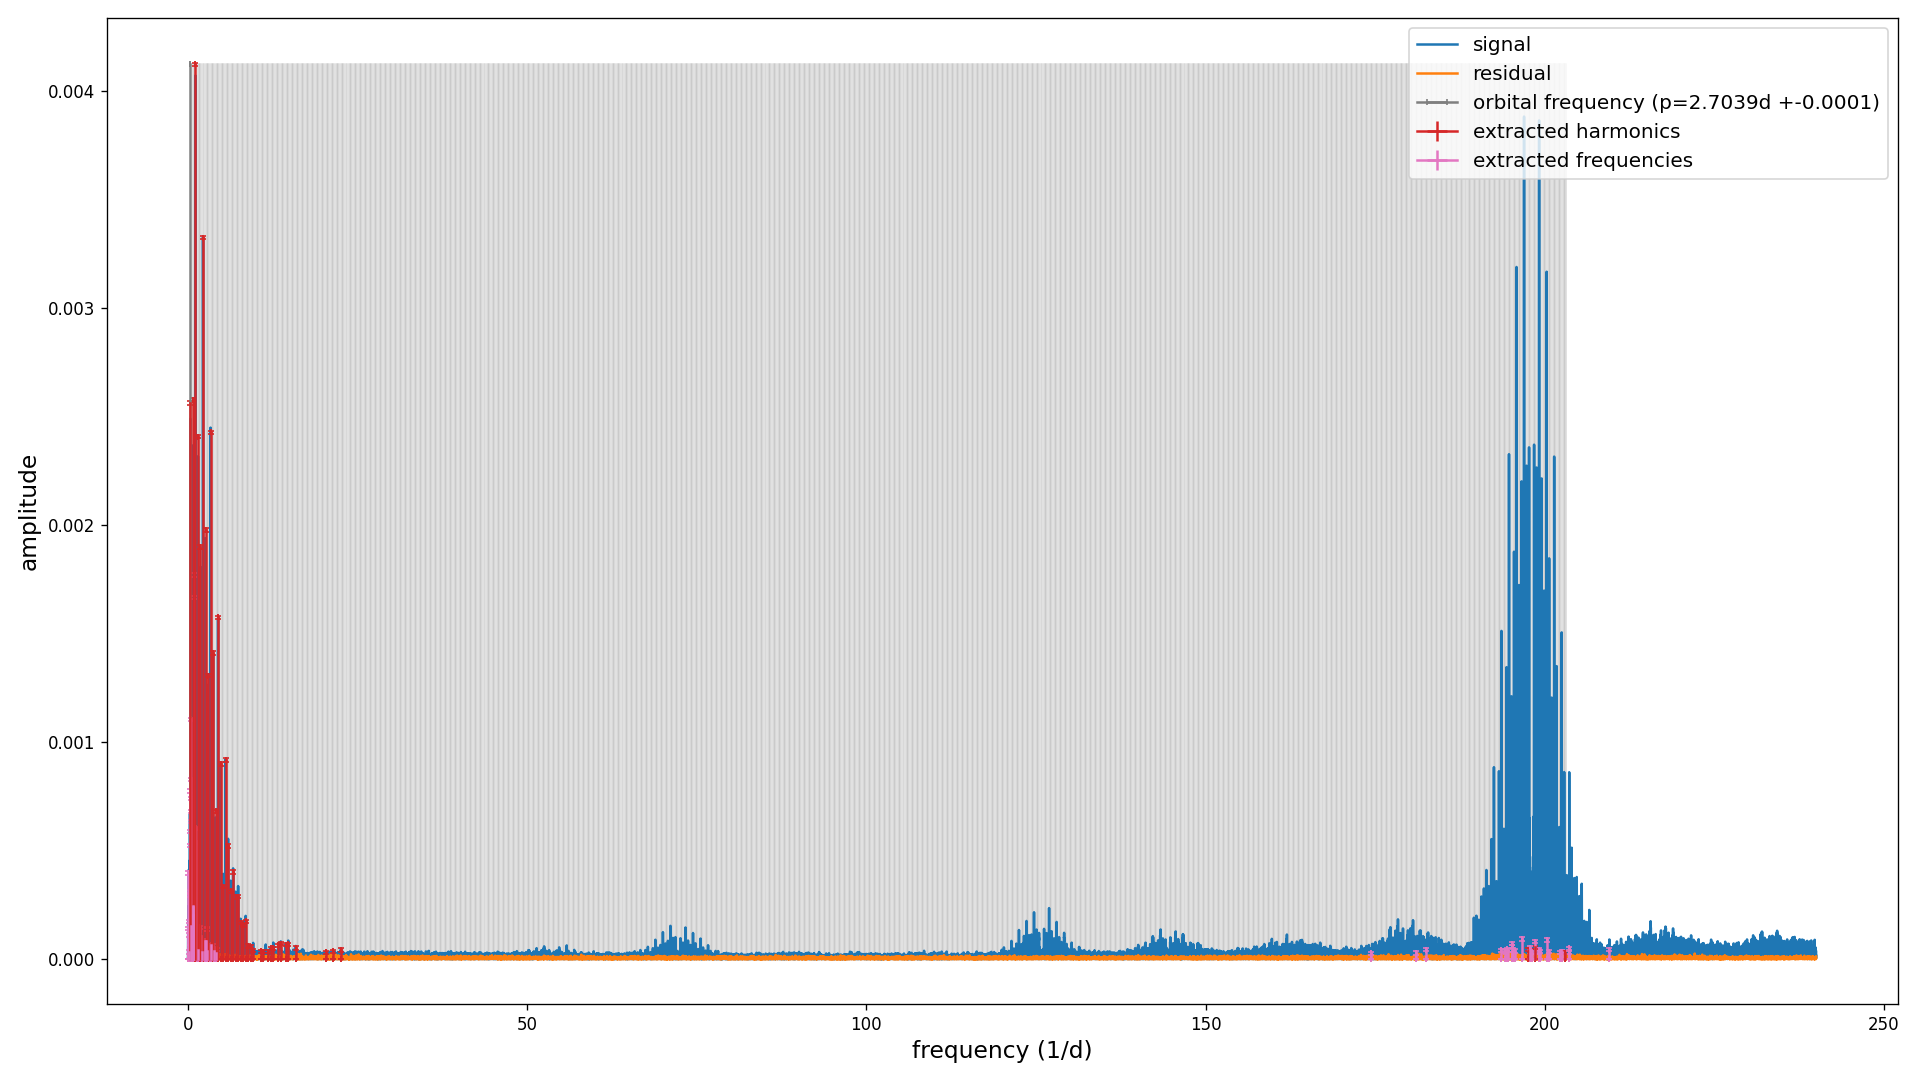 signal
residual
orbital frequency (p=2.7039d +-0.0001)
extracted harmonics
extracted frequencies
0.004
0.003
0.002
0.001
0.000
amplitude
0 50 100 150 200 250
frequency (1/d)